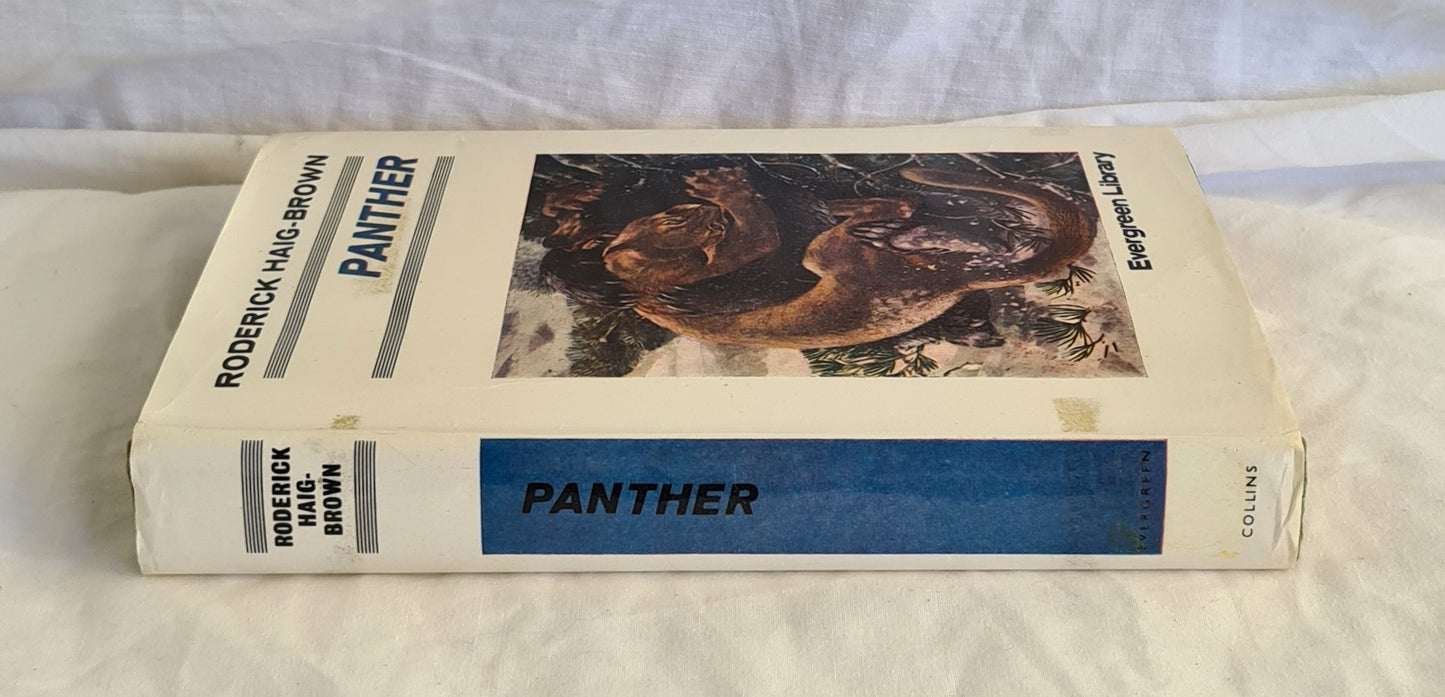 RODERICK HAIG-BROWN
PANTHER
Evergreen Library
RODERICK
HAIG-
BROWN
PANTHER
EVERGREEN
COLLINS